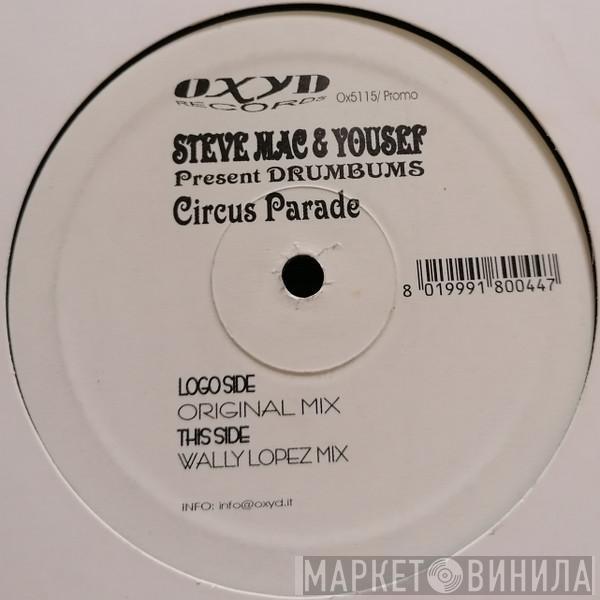 OXYD
RECORDS
Ox5115/ Promo
STEVE MAC & YOUSEF
Present DRUMBUMS
Circus Parade
8 019991 800447
LOGO SIDE
ORIGINAL MIX
THIS SIDE
WALLY LOPEZ MIX
INFO: info@oxyd.it
МАРКЕТ ВИНИЛА